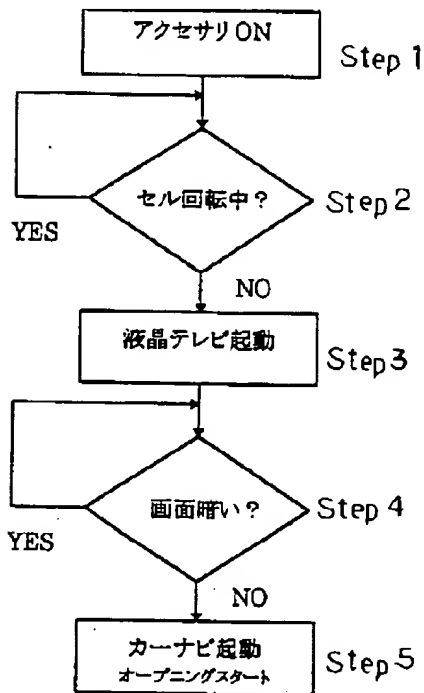 アクセサリON
Step 1
セル回転中？
Step 2
YES
NO
液晶テレビ起動
Step 3
画面暗い？
Step 4
YES
NO
カーナビ起動
オープニングスタート
Step 5